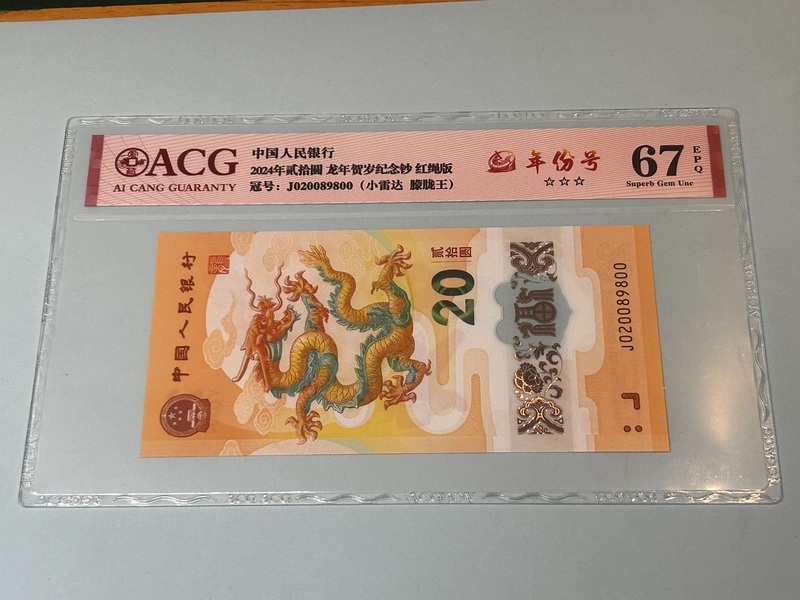 ACG
AI CANG GUARANTY
中国人民银行
2024年贰拾圆 龙年贺岁纪念钞 红绳版
冠号：J020089800（小雷达 朦胧王）
年份号
☆☆☆
67
EPQ
Superb Gem Unc
中国人民银行
贰拾圆
20
福
J020089800